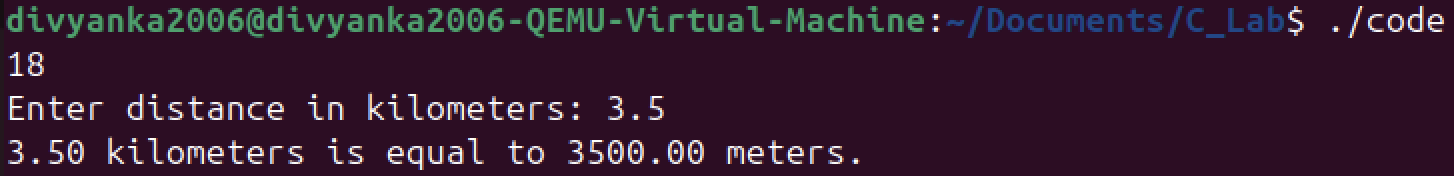 divyanka2006@divyanka2006-QEMU-Virtual-Machine:~/Documents/C_Lab$ ./code
18
Enter distance in kilometers: 3.5
3.50 kilometers is equal to 3500.00 meters.